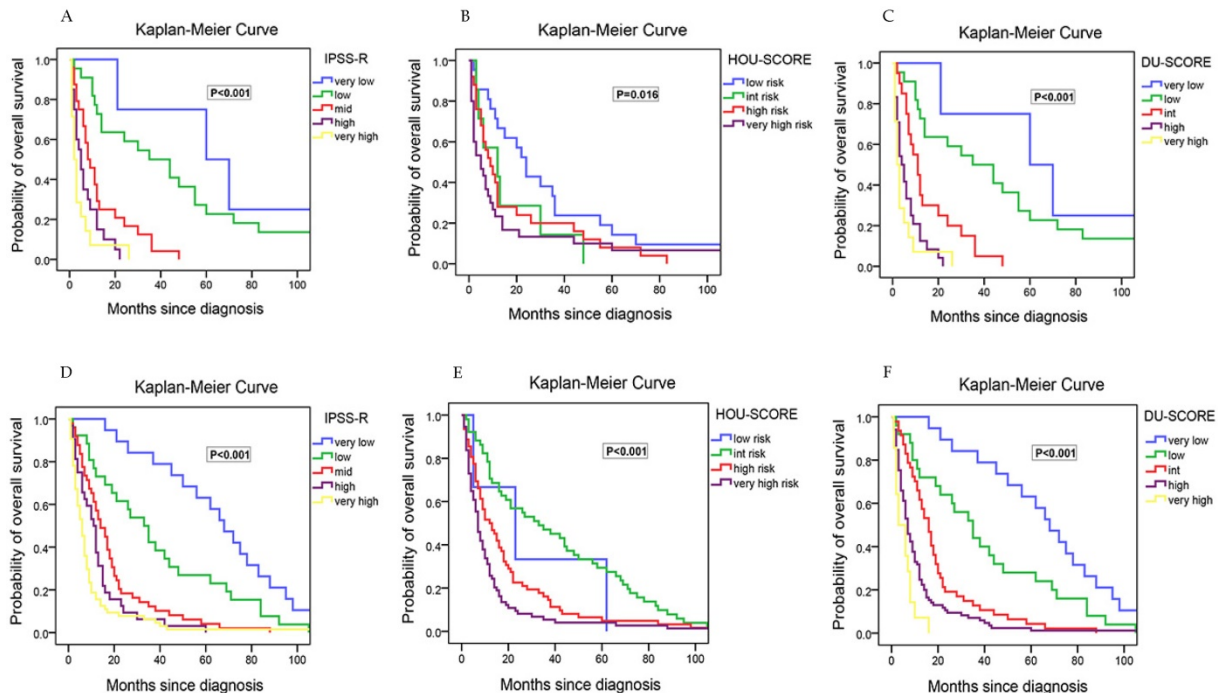 A
Kaplan-Meier Curve
IPSS-R
very low
low
mid
high
very high
P<0.001
Probability of overall survival
1.0
0.8
0.6
0.4
0.2
0.0
0 20 40 60 80 100
Months since diagnosis
B
Kaplan-Meier Curve
HOU-SCORE
low risk
int risk
high risk
very high risk
P=0.016
Probability of overall survival
1.0
0.8
0.6
0.4
0.2
0.0
0 20 40 60 80 100
Months since diagnosis
C
Kaplan-Meier Curve
DU-SCORE
very low
low
int
high
very high
P<0.001
Probability of overall survival
1.0
0.8
0.6
0.4
0.2
0.0
0 20 40 60 80 100
Months since diagnosis
D
Kaplan-Meier Curve
IPSS-R
very low
low
mid
high
very high
P<0.001
Probability of overall survival
1.0
0.8
0.6
0.4
0.2
0.0
0 20 40 60 80 100
Months since diagnosis
E
Kaplan-Meier Curve
HOU-SCORE
low risk
int risk
high risk
very high risk
P<0.001
Probability of overall survival
1.0
0.8
0.6
0.4
0.2
0.0
0 20 40 60 80 100
Months since diagnosis
F
Kaplan-Meier Curve
DU-SCORE
very low
low
int
high
very high
P<0.001
Probability of overall survival
1.0
0.8
0.6
0.4
0.2
0.0
0 20 40 60 80 100
Months since diagnosis